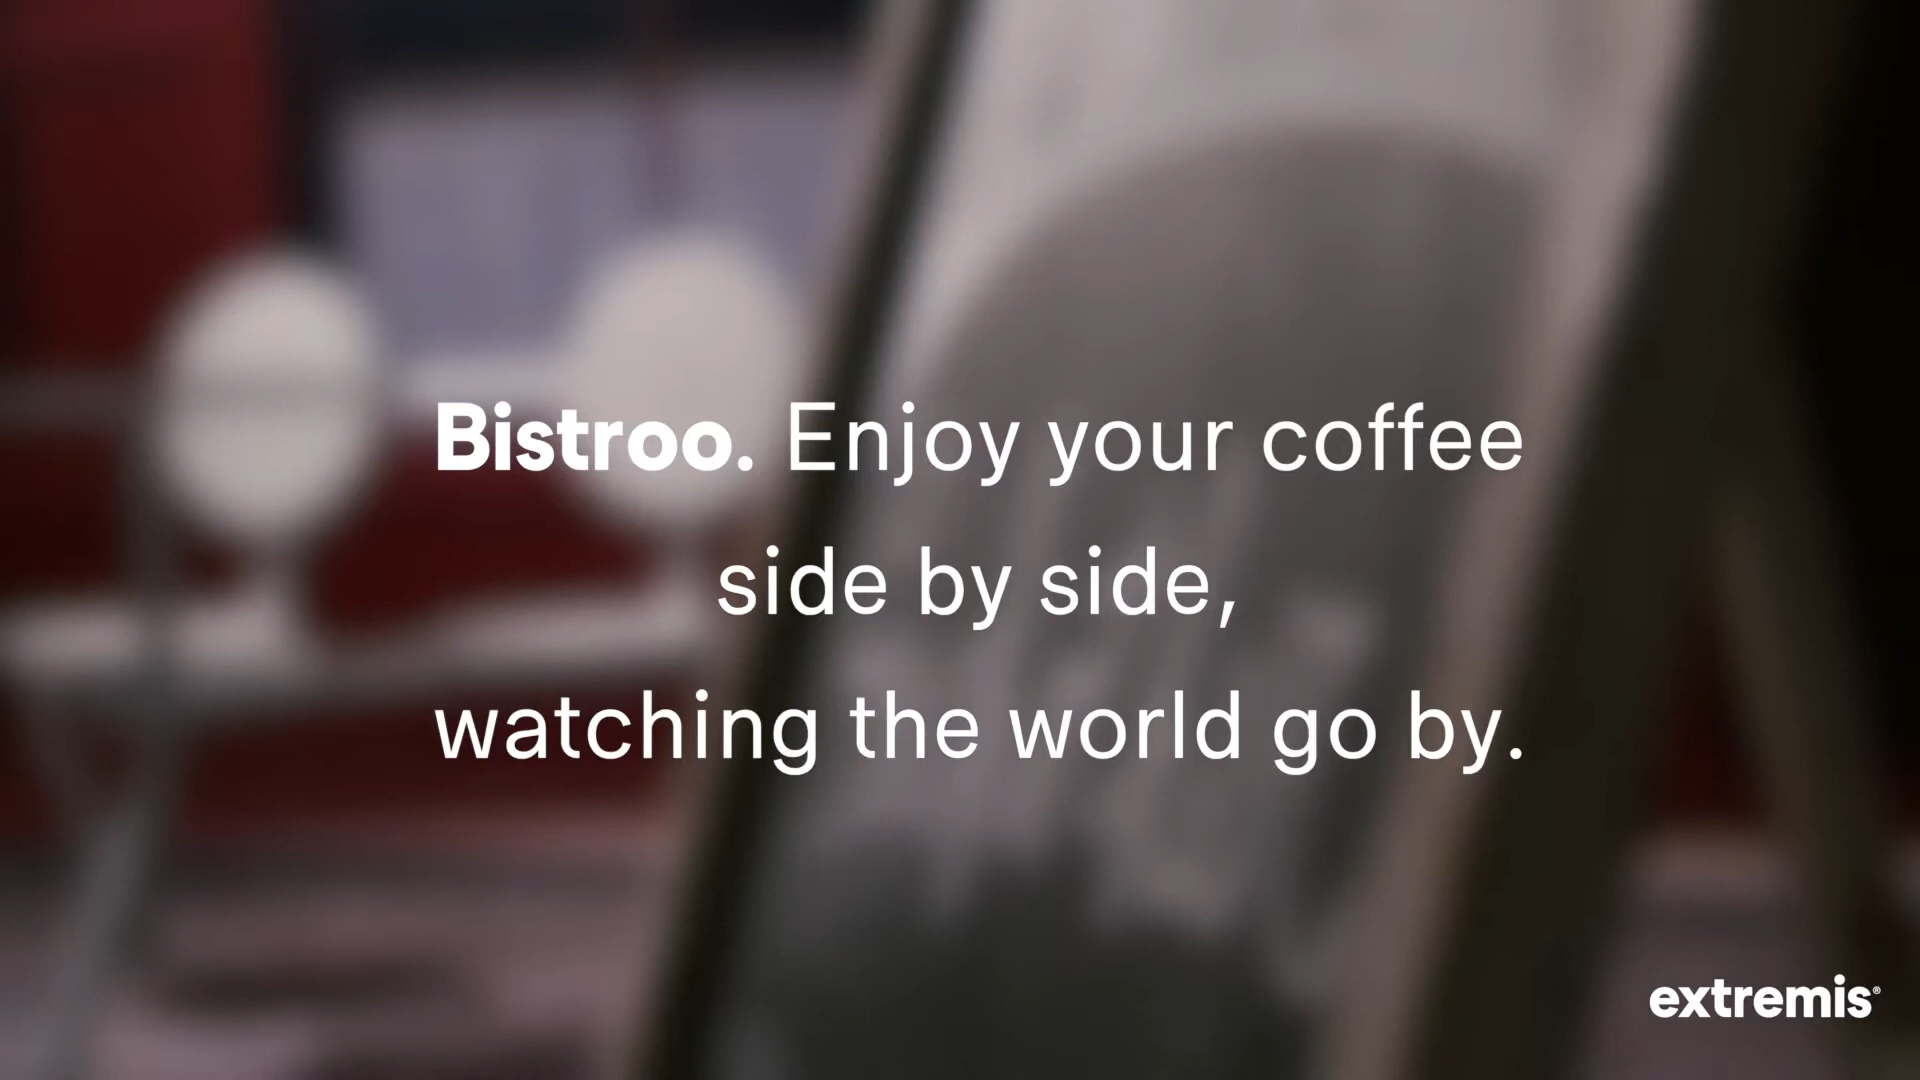 Bistroo. Enjoy your coffee
side by side,
watching the world go by.
extremis®